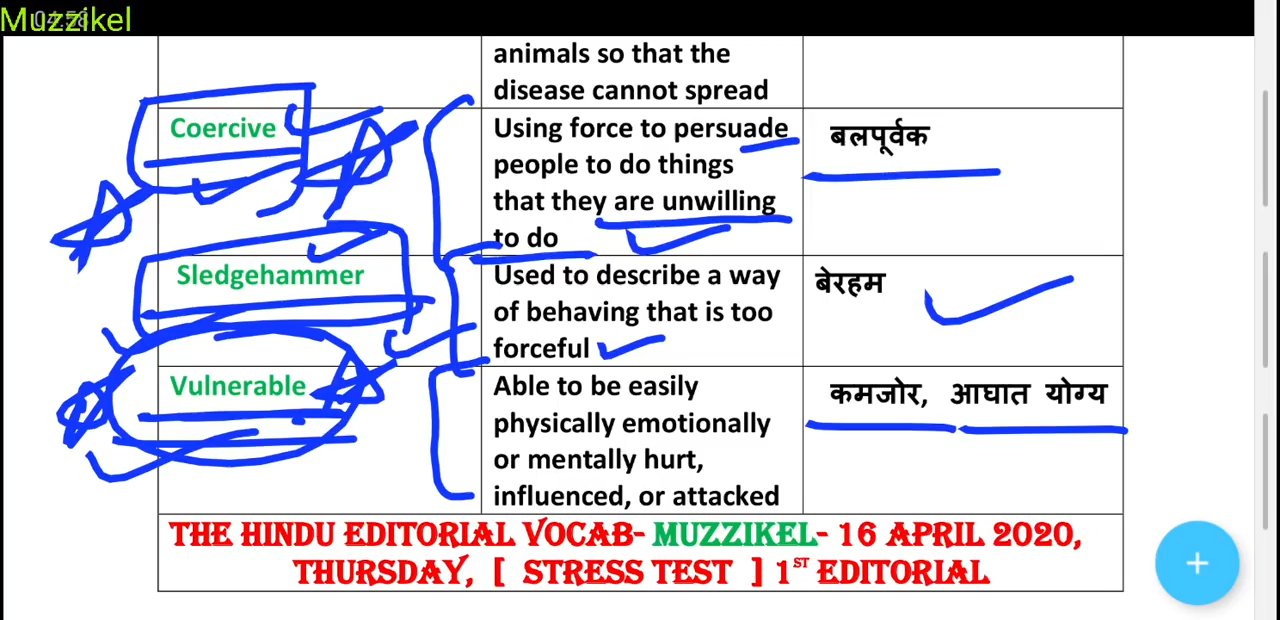 Muzzikel
04:58
animals so that the
disease cannot spread
Coercive
Using force to persuade
people to do things
that they are unwilling
to do
बलपूर्वक
Sledgehammer
Used to describe a way
of behaving that is too
forceful
बेरहम
Vulnerable
Able to be easily
physically emotionally
or mentally hurt,
influenced, or attacked
कमजोर, आघात योग्य
THE HINDU EDITORIAL VOCAB- MUZZIKEL- 16 APRIL 2020,
THURSDAY, [ STRESS TEST ] 1ST EDITORIAL